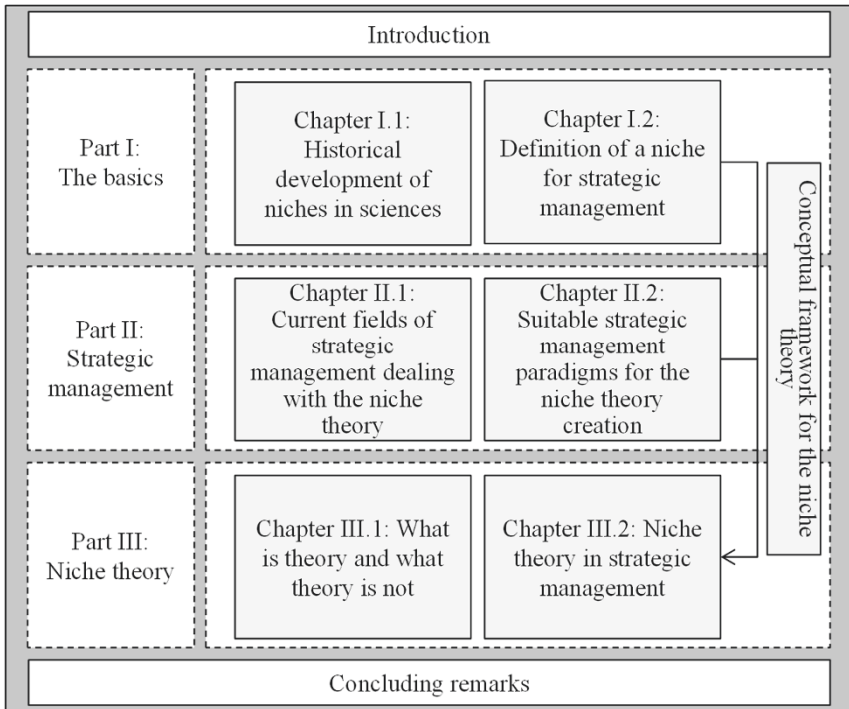 Introduction
Part I:
The basics
Chapter I.1:
Historical
development of
niches in sciences
Chapter I.2:
Definition of a niche
for strategic
management
Conceptual framework for the niche
theory
Part II:
Strategic
management
Chapter II.1:
Current fields of
strategic
management dealing
with the niche
theory
Chapter II.2:
Suitable strategic
management
paradigms for the
niche theory
creation
Part III:
Niche theory
Chapter III.1: What
is theory and what
theory is not
Chapter III.2: Niche
theory in strategic
management
Concluding remarks